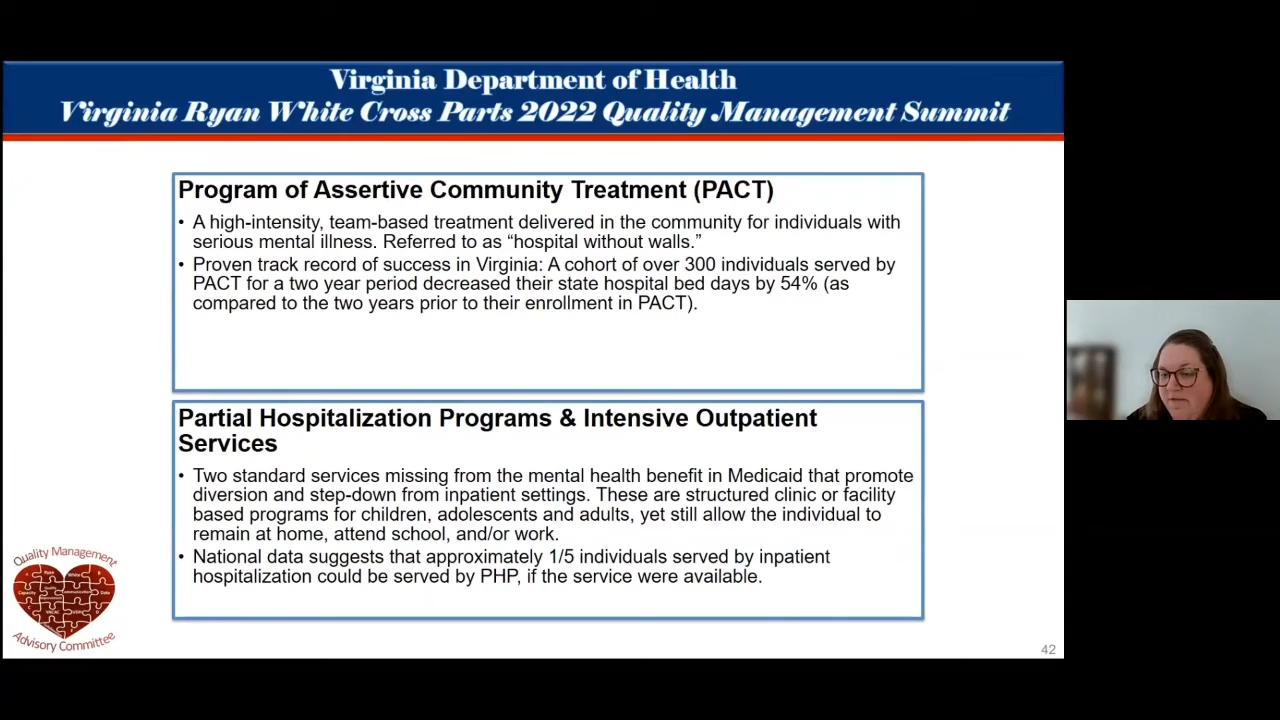 Virginia Department of Health
Virginia Ryan White Cross Parts 2022 Quality Management Summit
Program of Assertive Community Treatment (PACT)
• A high-intensity, team-based treatment delivered in the community for individuals with
serious mental illness. Referred to as “hospital without walls.”
• Proven track record of success in Virginia: A cohort of over 300 individuals served by
PACT for a two year period decreased their state hospital bed days by 54% (as
compared to the two years prior to their enrollment in PACT).
Partial Hospitalization Programs & Intensive Outpatient
Services
• Two standard services missing from the mental health benefit in Medicaid that promote
diversion and step-down from inpatient settings. These are structured clinic or facility
based programs for children, adolescents and adults, yet still allow the individual to
remain at home, attend school, and/or work.
• National data suggests that approximately 1/5 individuals served by inpatient
hospitalization could be served by PHP, if the service were available.
Quality Management
Ryan White
Capacity
Data
Advisory Committee
42